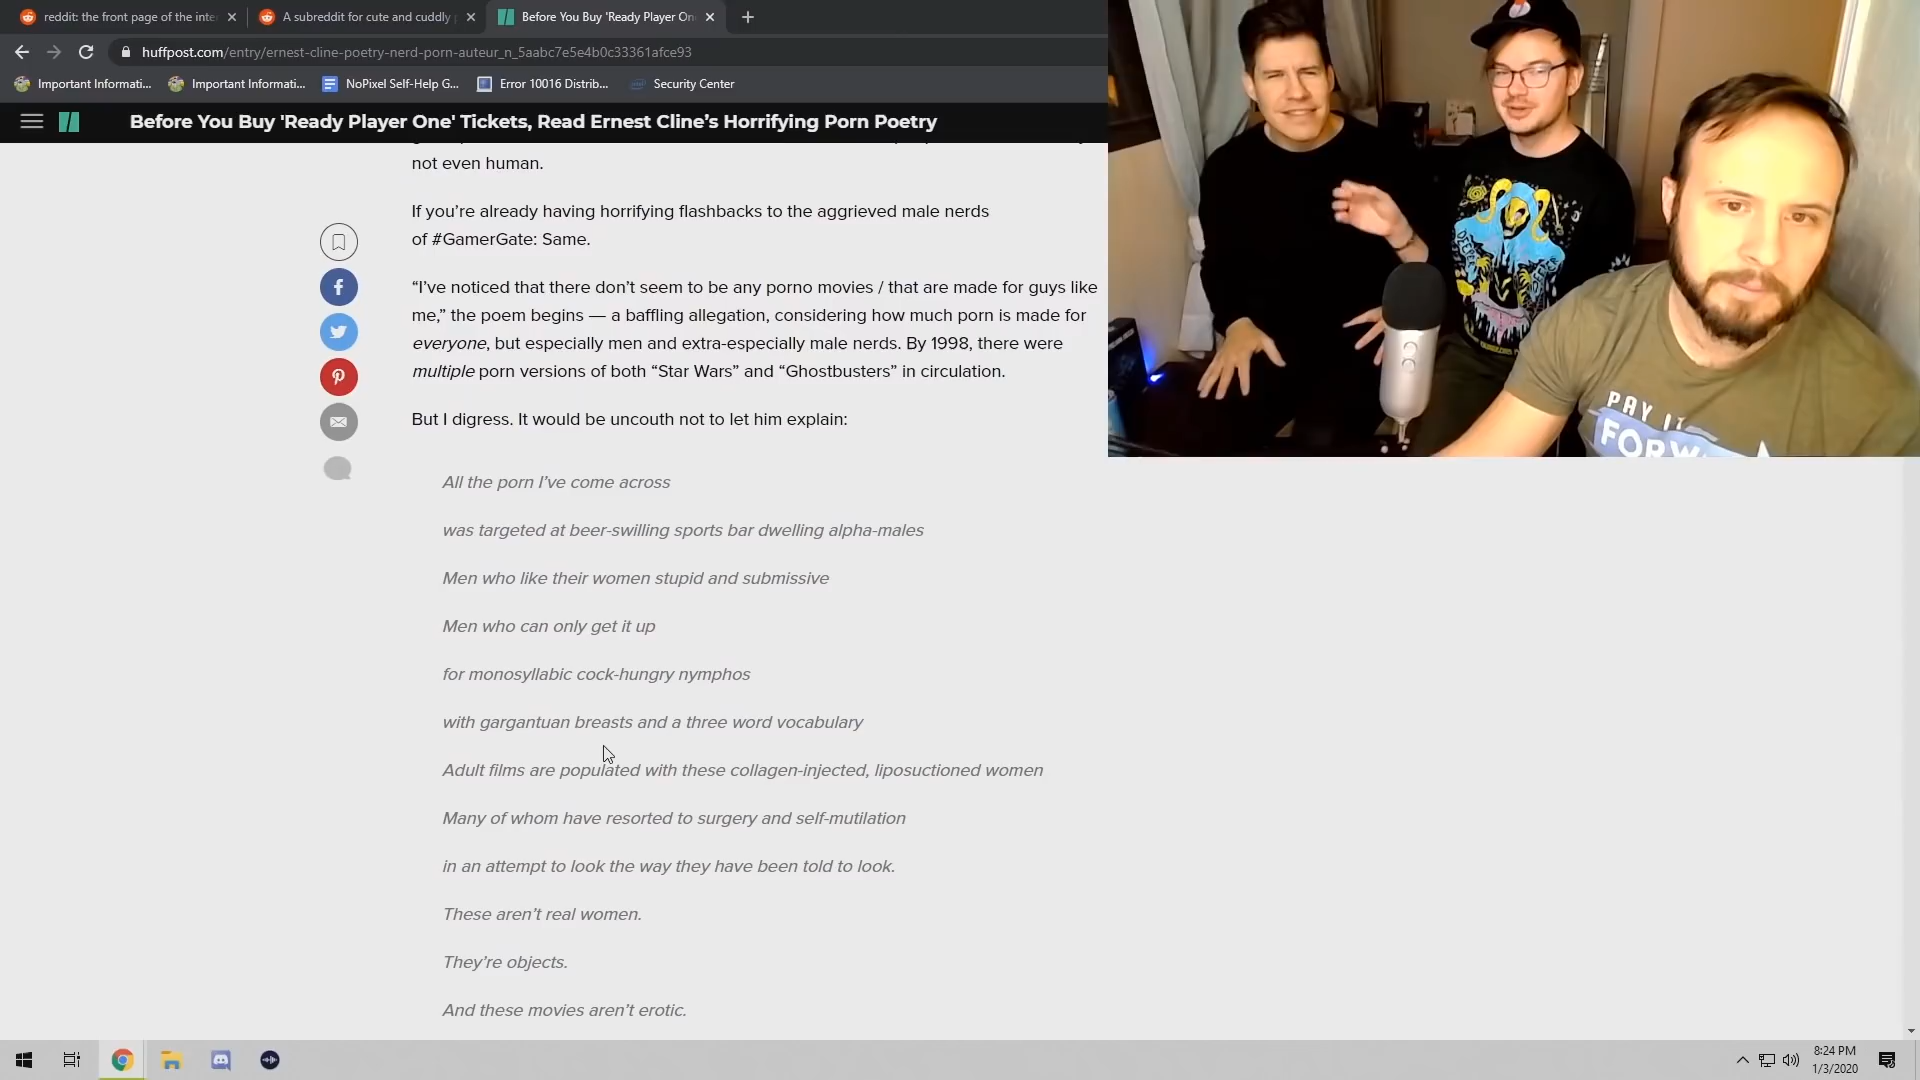 reddit: the front page of the inter
A subreddit for cute and cuddly p
Before You Buy 'Ready Player On
huffpost.com/entry/ernest-cline-poetry-nerd-porn-auteur_n_5aabc7e5e4b0c33361afce93
Important Informati...
Important Informati...
NoPixel Self-Help G...
Error 10016 Distrib...
Security Center
Before You Buy 'Ready Player One' Tickets, Read Ernest Cline’s Horrifying Porn Poetry
not even human.
If you’re already having horrifying flashbacks to the aggrieved male nerds
of #GamerGate: Same.
“I’ve noticed that there don’t seem to be any porno movies / that are made for guys like
me,” the poem begins — a baffling allegation, considering how much porn is made for
everyone, but especially men and extra-especially male nerds. By 1998, there were
multiple porn versions of both “Star Wars” and “Ghostbusters” in circulation.
But I digress. It would be uncouth not to let him explain:
All the porn I’ve come across
was targeted at beer-swilling sports bar dwelling alpha-males
Men who like their women stupid and submissive
Men who can only get it up
for monosyllabic cock-hungry nymphos
with gargantuan breasts and a three word vocabulary
Adult films are populated with these collagen-injected, liposuctioned women
Many of whom have resorted to surgery and self-mutilation
in an attempt to look the way they have been told to look.
These aren’t real women.
They’re objects.
And these movies aren’t erotic.
PAY IT
FORW
8:24 PM
1/3/2020